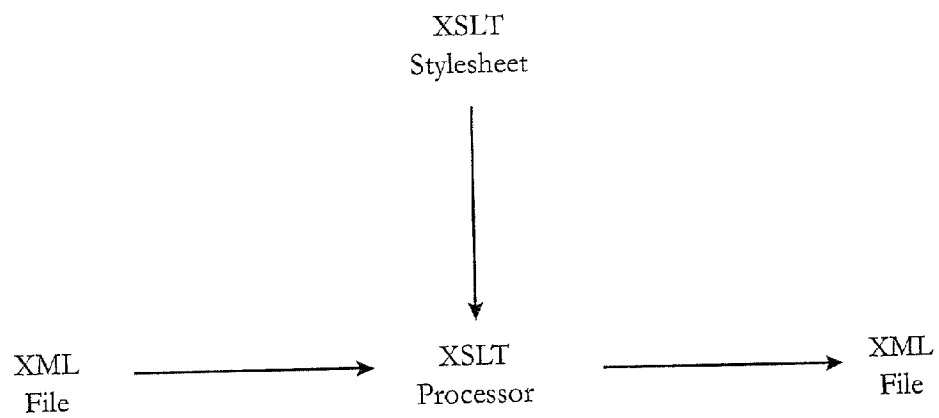 XSLT
Stylesheet
XML
File
XSLT
Processor
XML
File